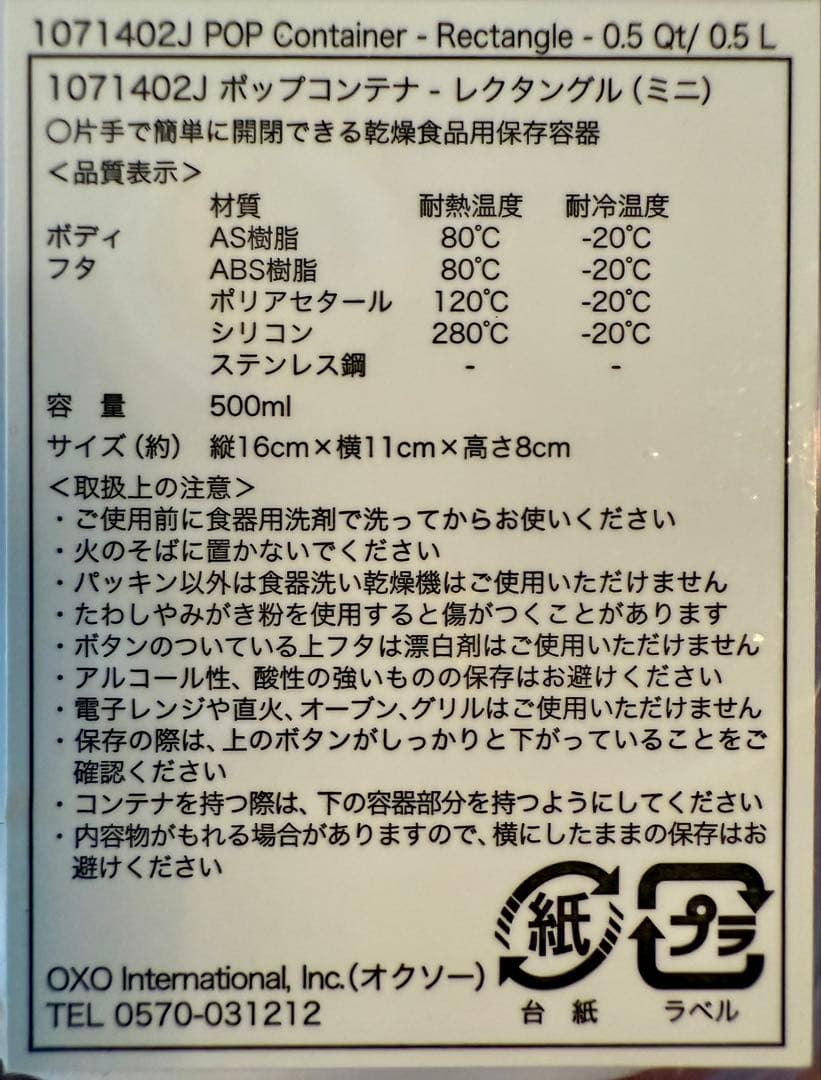 1071402J POP Container - Rectangle - 0.5 Qt/ 0.5 L
1071402J ポップコンテナ - レクタングル（ミニ）
○片手で簡単に開閉できる乾燥食品用保存容器
＜品質表示＞
材質 耐熱温度 耐冷温度
ボディ AS樹脂 80℃ -20℃
フタ ABS樹脂 80℃ -20℃
ポリアセタール 120℃ -20℃
シリコン 280℃ -20℃
ステンレス鋼 - -
容 量 500ml
サイズ（約） 縦16cm×横11cm×高さ8cm
＜取扱上の注意＞
・ご使用前に食器用洗剤で洗ってからお使いください
・火のそばに置かないでください
・パッキン以外は食器洗い乾燥機はご使用いただけません
・たわしやみがき粉を使用すると傷がつくことがあります
・ボタンのついている上フタは漂白剤はご使用いただけません
・アルコール性、酸性の強いものの保存はお避けください
・電子レンジや直火、オーブン、グリルはご使用いただけません
・保存の際は、上のボタンがしっかりと下がっていることをご
確認ください
・コンテナを持つ際は、下の容器部分を持つようにしてください
・内容物がもれる場合がありますので、横にしたままの保存はお
避けください
紙 プラ
OXO International, Inc.（オクソー）
TEL 0570-031212
台 紙 ラベル